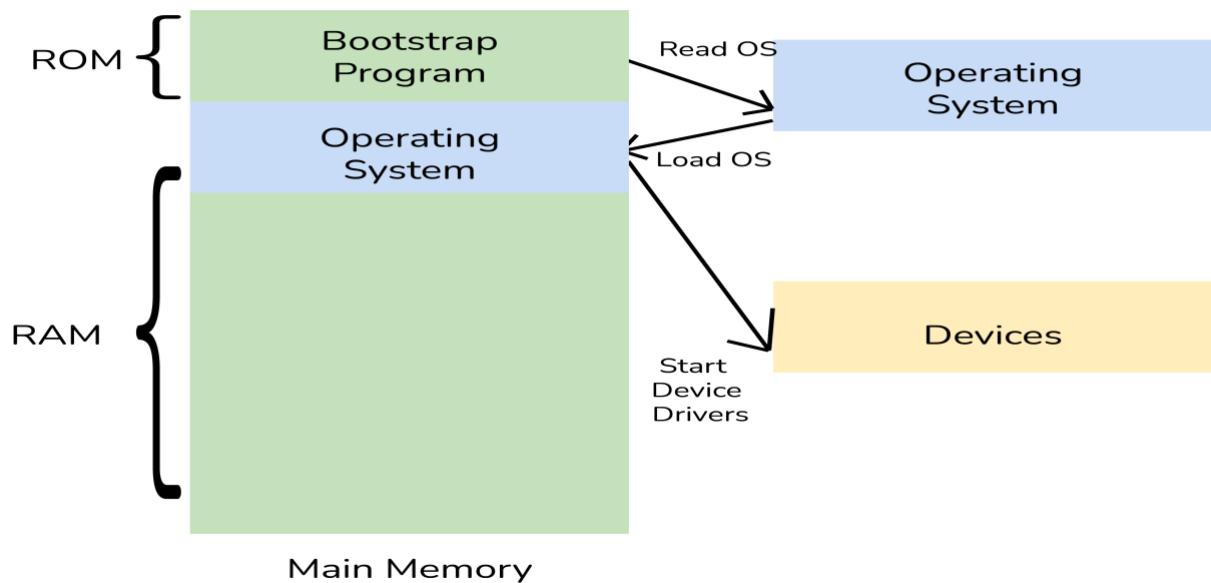 ROM
Bootstrap
Program
Read OS
Operating
System
Operating
System
Load OS
RAM
Devices
Start
Device
Drivers
Main Memory